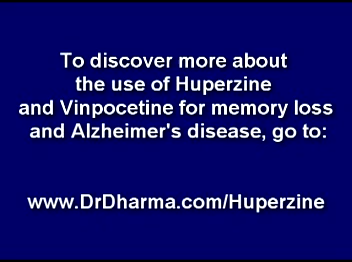 To discover more about
the use of Huperzine
and Vinpocetine for memory loss
and Alzheimer's disease, go to:
www.DrDharma.com/Huperzine